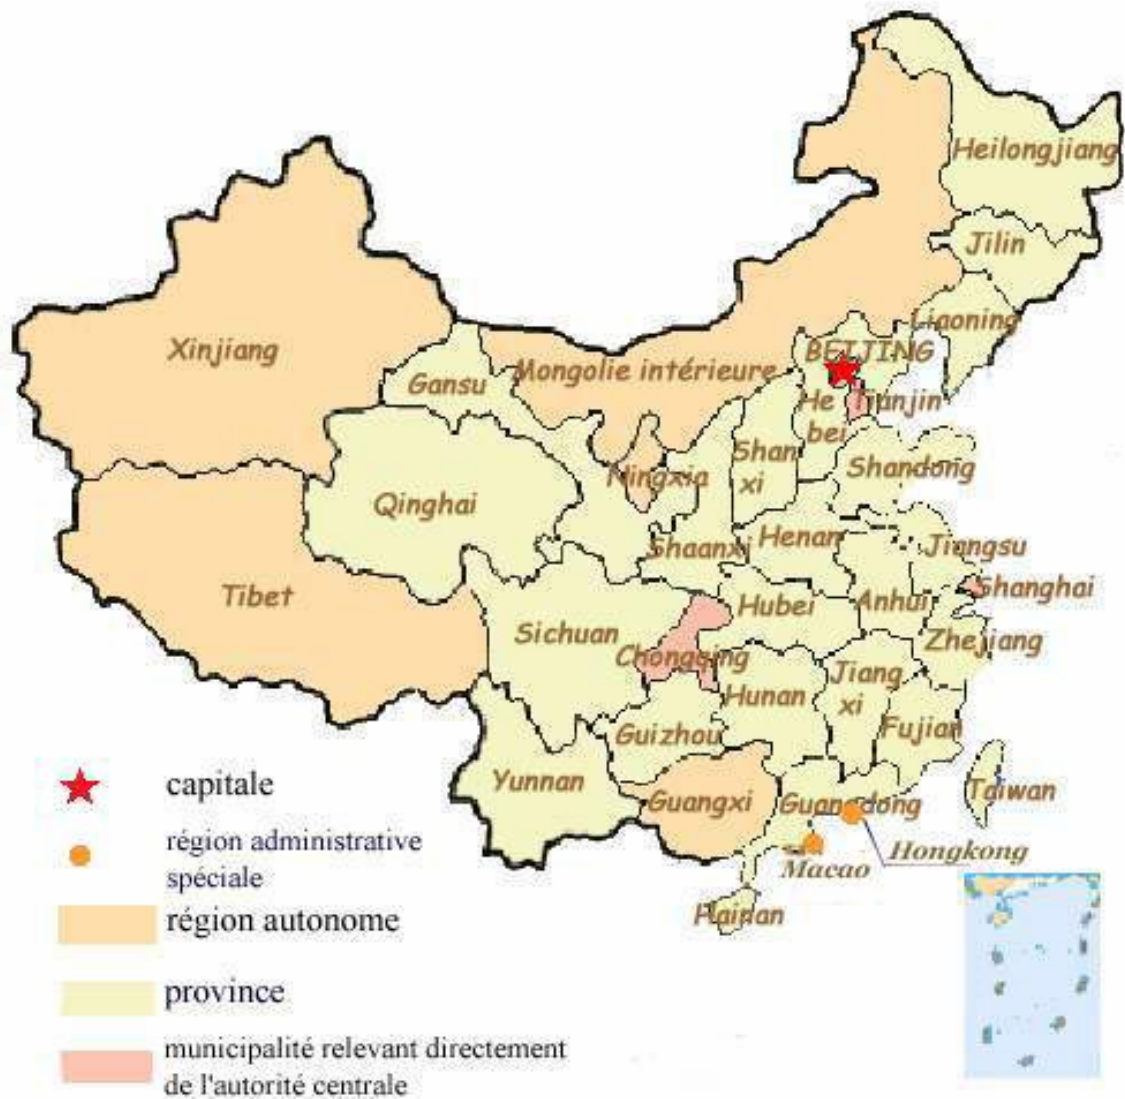 Heilongjiang
Jilin
Liaoning
Xinjiang
BEIJING
Mongolie intérieure
Gansu
He
bei
Tianjin
Shan
xi
Shandong
Ningxia
Qinghai
Shaanxi
Henan
Jiangsu
Shanghai
Tibet
Hubei
Anhui
Sichuan
Zhejiang
Chongqing
Jiang
xi
Hunan
Fujian
Guizhou
Yunnan
Guangxi
Guangdong
Taiwan
Hongkong
Macao
Hainan
capitale
région administrative
spéciale
région autonome
province
municipalité relevant directement
de l'autorité centrale